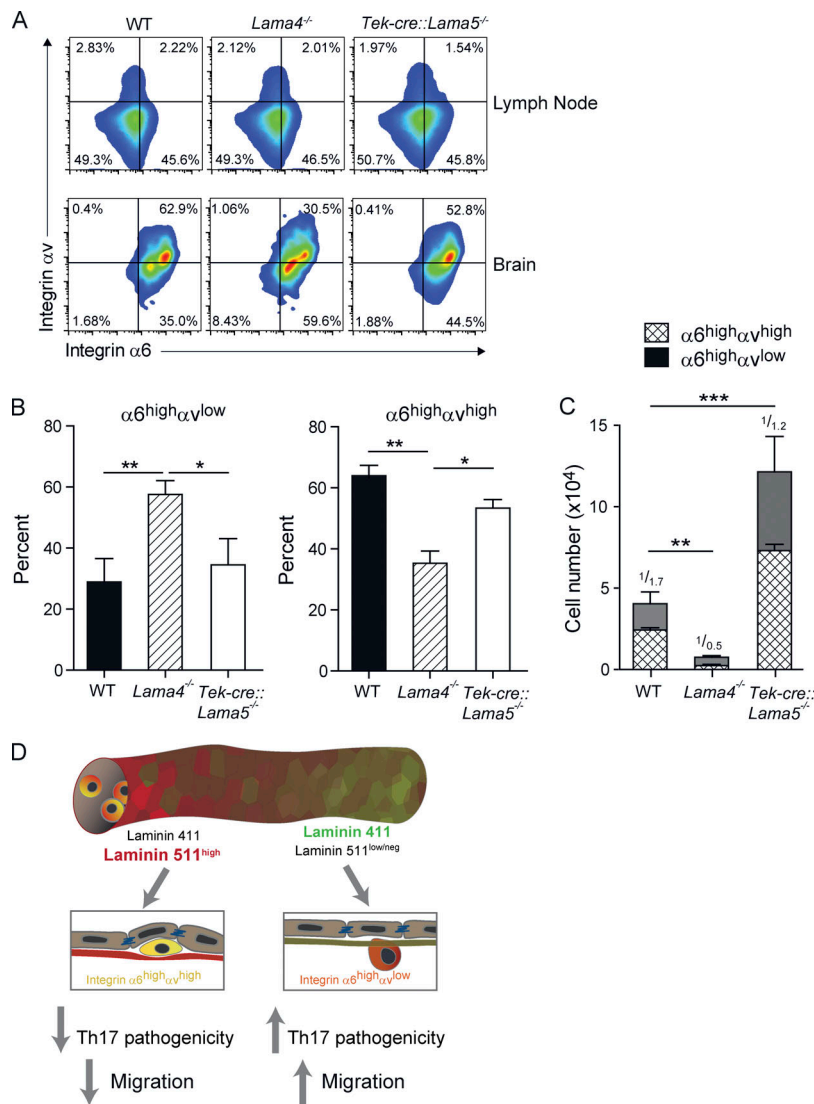 A
WT
Lama4-/-
Tek-cre::Lama5-/-
2.83% 2.22%
49.3% 45.6%
2.12% 2.01%
49.3% 46.5%
1.97% 1.54%
50.7% 45.8%
Lymph Node
0.4% 62.9%
1.68% 35.0%
1.06% 30.5%
8.43% 59.6%
0.41% 52.8%
1.88% 44.5%
Brain
Integrin αv
Integrin α6
α6highαvhigh
α6highαvlow
B
α6highαvlow
Percent
80
60
40
20
0
** *
WT Lama4-/- Tek-cre::
Lama5-/-
α6highαvhigh
Percent
80
60
40
20
0
** *
WT Lama4-/- Tek-cre::
Lama5-/-
C
Cell number (x10⁴)
15
10
5
0
***
**
1/1.7
1/0.5
1/1.2
WT Lama4-/- Tek-cre::
Lama5-/-
D
Laminin 411
Laminin 511high
Laminin 411
Laminin 511low/neg
Integrin α6highαvhigh
Integrin α6highαvlow
Th17 pathogenicity
Migration
Th17 pathogenicity
Migration